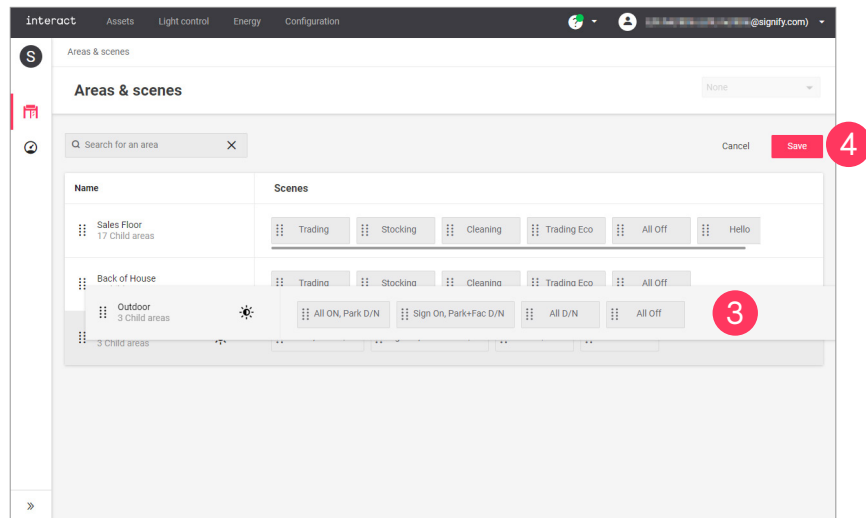 interact Assets Light control Energy Configuration @signify.com)
S Areas & scenes
Areas & scenes None
Search for an area Cancel Save 4
Name Scenes
Sales Floor Trading Stocking Cleaning Trading Eco All Off Hello
17 Child areas
Back of House Trading Stocking Cleaning Trading Eco All Off
Outdoor All ON, Park D/N Sign On, Park+Fac D/N All D/N All Off 3
3 Child areas
3 Child areas